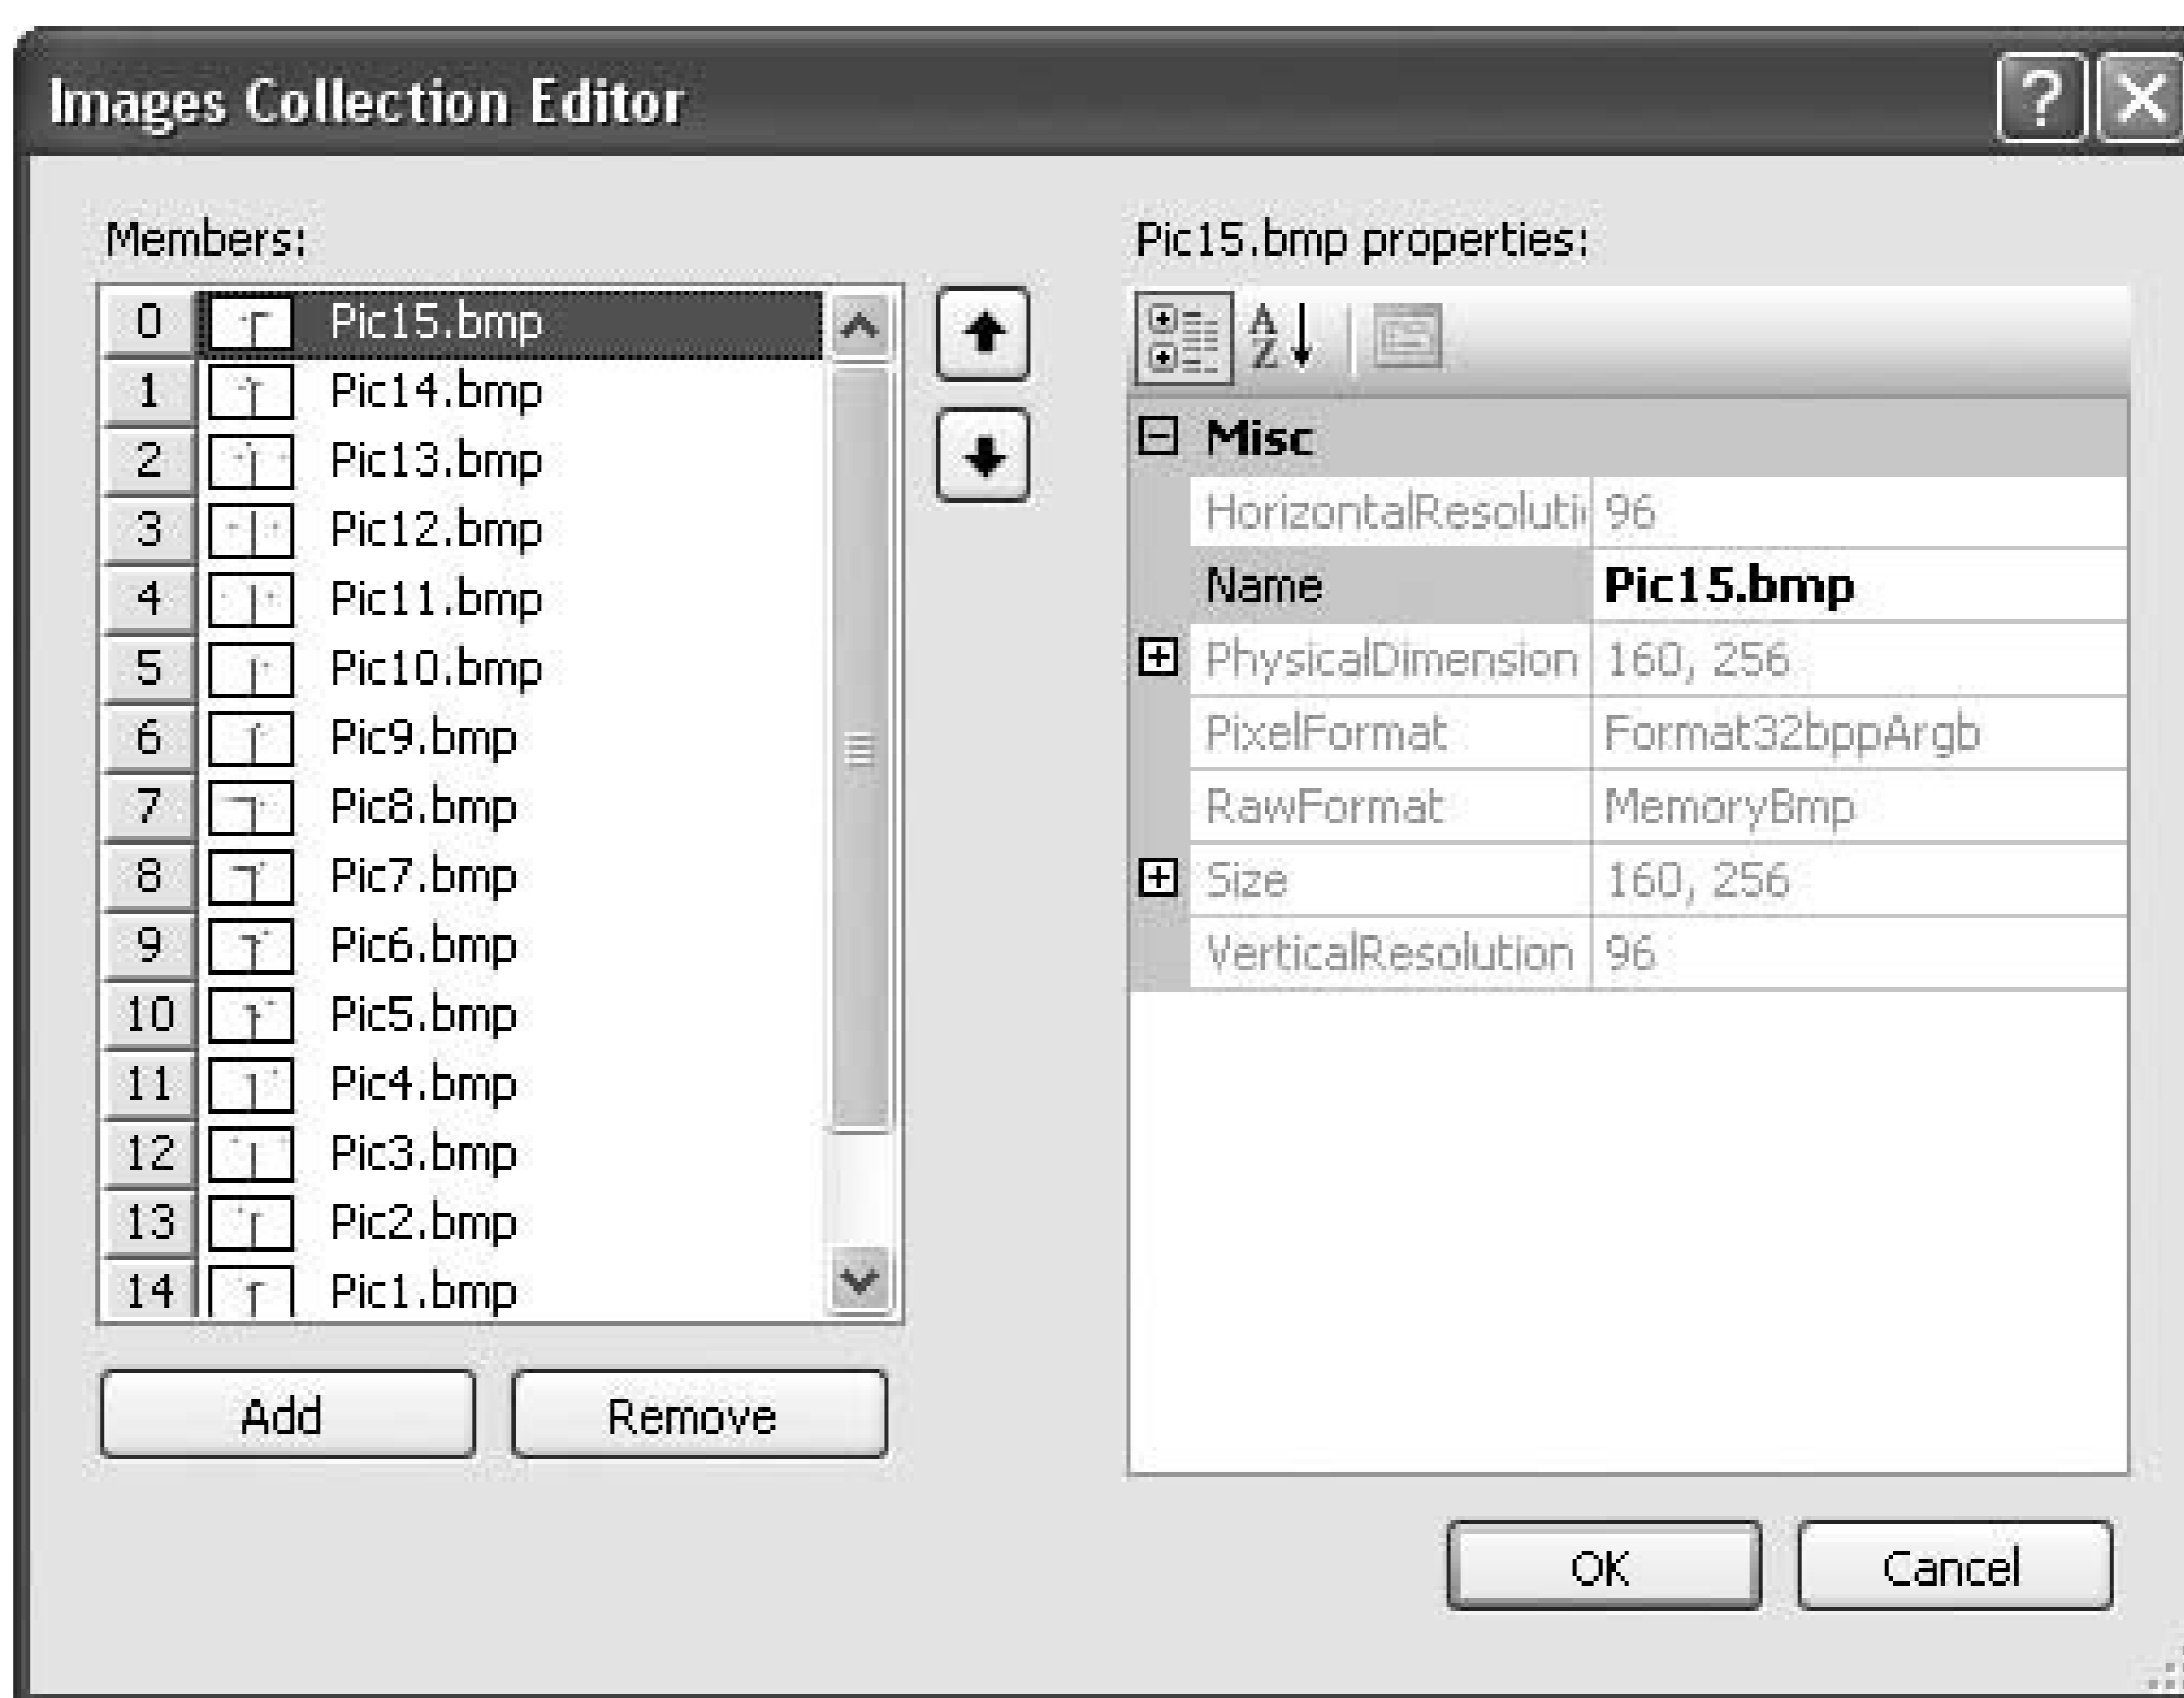 Images Collection Editor
Members:
0 Pic15.bmp
1 Pic14.bmp
2 Pic13.bmp
3 Pic12.bmp
4 Pic11.bmp
5 Pic10.bmp
6 Pic9.bmp
7 Pic8.bmp
8 Pic7.bmp
9 Pic6.bmp
10 Pic5.bmp
11 Pic4.bmp
12 Pic3.bmp
13 Pic2.bmp
14 Pic1.bmp
Add Remove
Pic15.bmp properties:
Misc
HorizontalResoluti 96
Name Pic15.bmp
PhysicalDimension 160, 256
PixelFormat Format32bppArgb
RawFormat MemoryBmp
Size 160, 256
VerticalResolution 96
OK Cancel